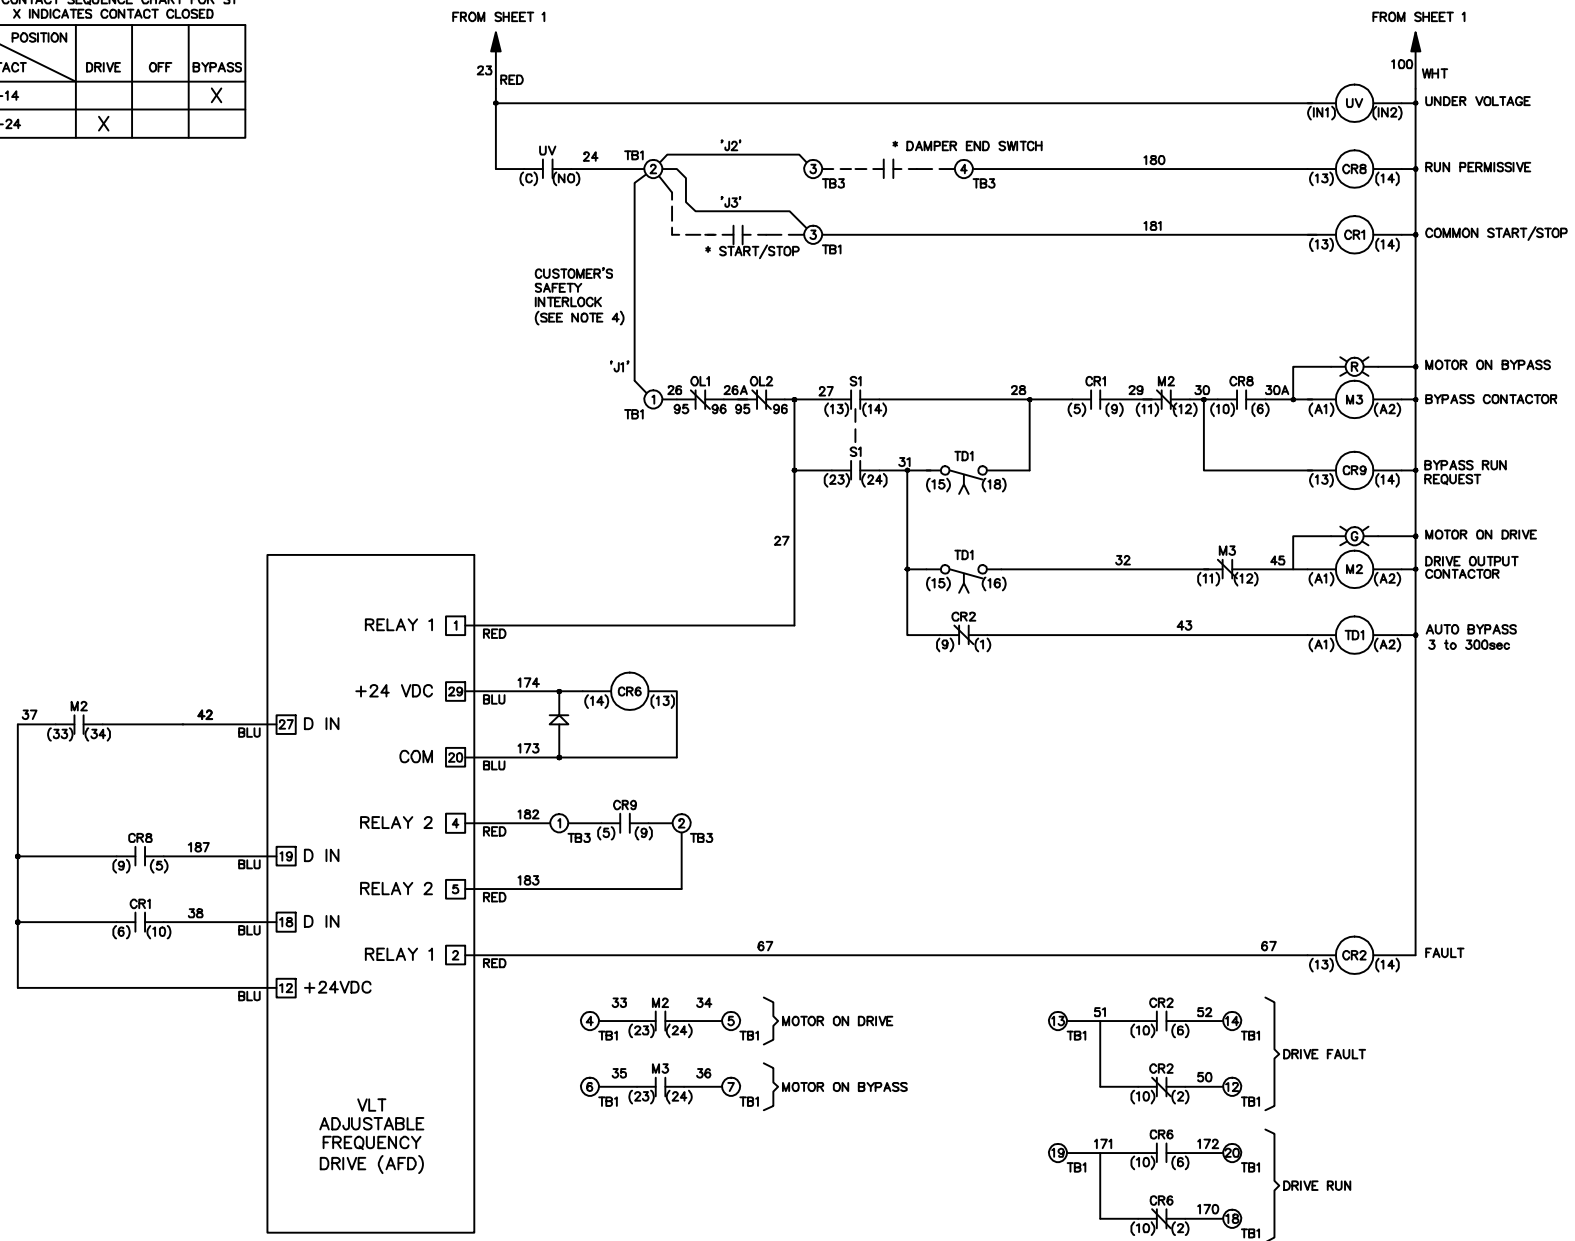 CONTACT SEQUENCE CHART FOR S1
X INDICATES CONTACT CLOSED
POSITION
TACT DRIVE OFF BYPASS
-14 X
-24 X
FROM SHEET 1
FROM SHEET 1
23 RED
100 WHT
(IN1) UV (IN2) UNDER VOLTAGE
UV
(C) (NO) 24 TB1 2 'J2' 3 TB3 * DAMPER END SWITCH 4 TB3 180 (13) CR8 (14) RUN PERMISSIVE
'J3'
* START/STOP 3 TB1 181 (13) CR1 (14) COMMON START/STOP
CUSTOMER'S
SAFETY
INTERLOCK
(SEE NOTE 4)
'J1'
R MOTOR ON BYPASS
TB1 1 26 OL1 95 96 26A OL2 95 96 27 S1 (13) (14) 28 CR1 (5) (9) 29 M2 (11) (12) 30 CR8 (10) (6) 30A (A1) M3 (A2) BYPASS CONTACTOR
S1
(23) (24) 31 TD1 (15) (18) (13) CR9 (14) BYPASS RUN
REQUEST
27
G MOTOR ON DRIVE
TD1 (15) (16) 32 M3 (11) (12) 45 (A1) M2 (A2) DRIVE OUTPUT
CONTACTOR
CR2 (9) (1) 43 (A1) TD1 (A2) AUTO BYPASS
3 to 300sec
RELAY 1 1 RED
+24 VDC 29 BLU 174 (14) CR6 (13)
37 M2 (33) (34) 42 BLU 27 D IN
COM 20 BLU 173
RELAY 2 4 RED 182 1 TB3 CR9 (5) (9) 2 TB3
CR8 (9) (5) 187 BLU 19 D IN
RELAY 2 5 RED 183
CR1 (6) (10) 38 BLU 18 D IN
RELAY 1 2 RED 67 67 (13) CR2 (14) FAULT
BLU 12 +24VDC
4 TB1 33 M2 (23) (24) 34 5 TB1 MOTOR ON DRIVE
6 TB1 35 M3 (23) (24) 36 7 TB1 MOTOR ON BYPASS
13 TB1 51 CR2 (10) (6) 52 14 TB1
DRIVE FAULT
CR2 (10) (2) 50 12 TB1
19 TB1 171 CR6 (10) (6) 172 20 TB1
DRIVE RUN
CR6 (10) (2) 170 18 TB1
VLT
ADJUSTABLE
FREQUENCY
DRIVE (AFD)